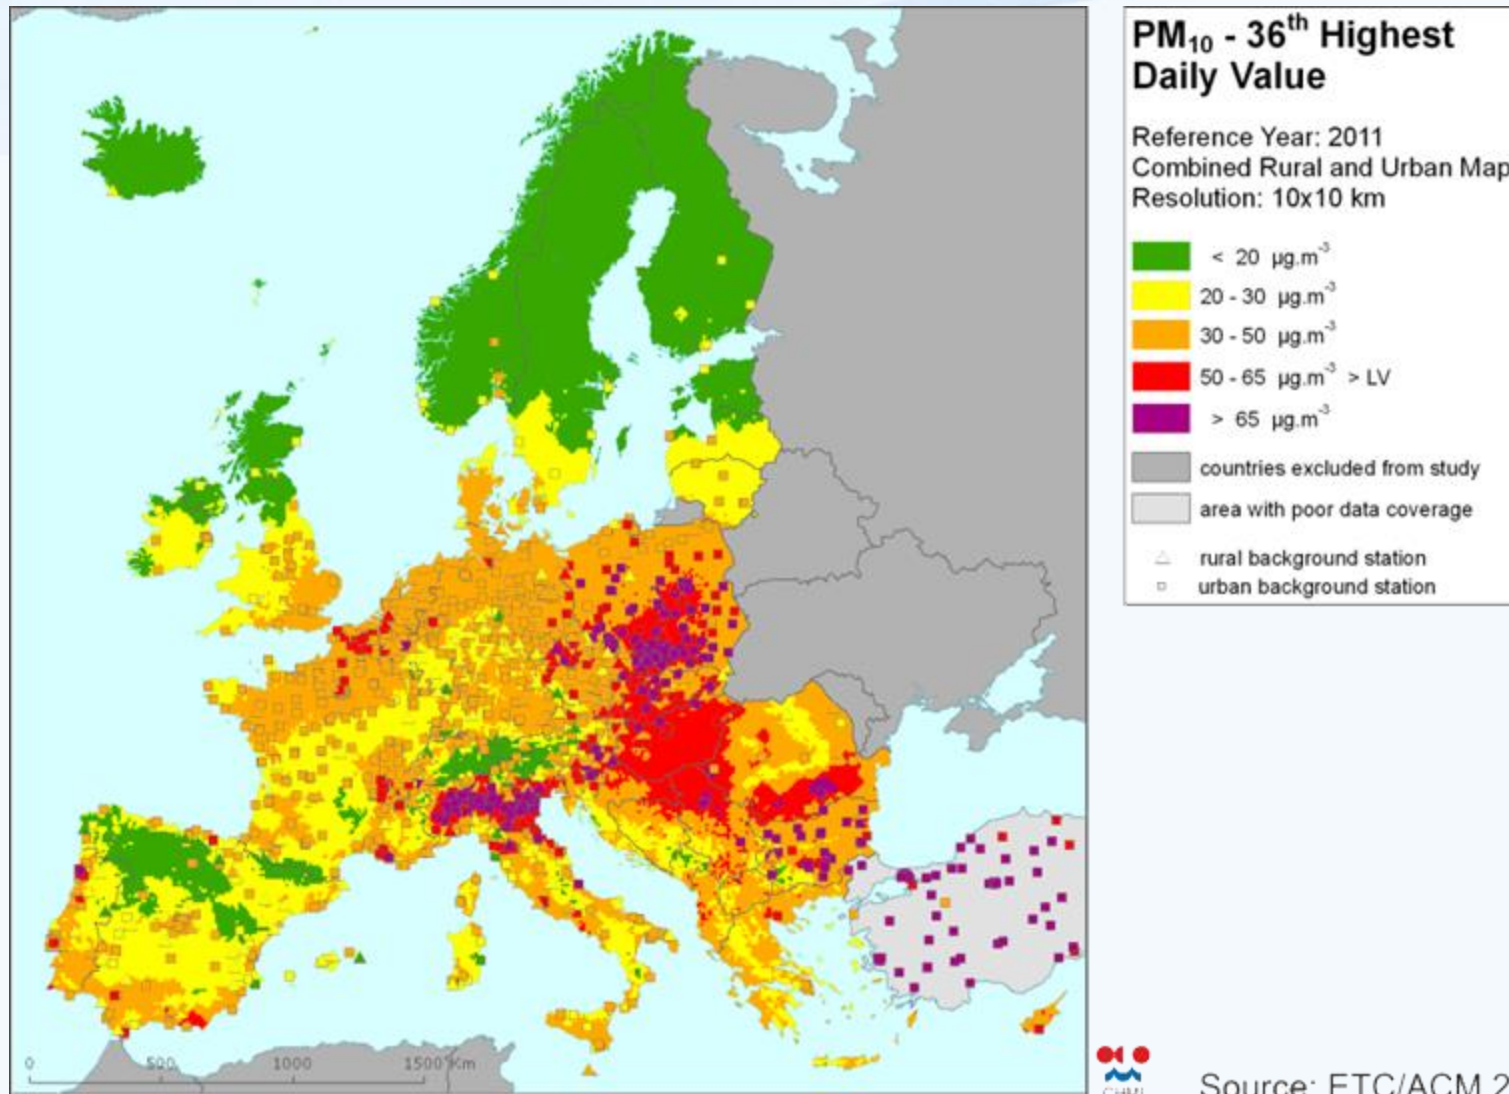 PM₁₀ - 36ᵗʰ Highest
Daily Value
Reference Year: 2011
Combined Rural and Urban Map
Resolution: 10x10 km
< 20 µg.m⁻³
20 - 30 µg.m⁻³
30 - 50 µg.m⁻³
50 - 65 µg.m⁻³ > LV
> 65 µg.m⁻³
countries excluded from study
area with poor data coverage
rural background station
urban background station
0 500 1000 1500 Km
Source: ETC/ACM 2